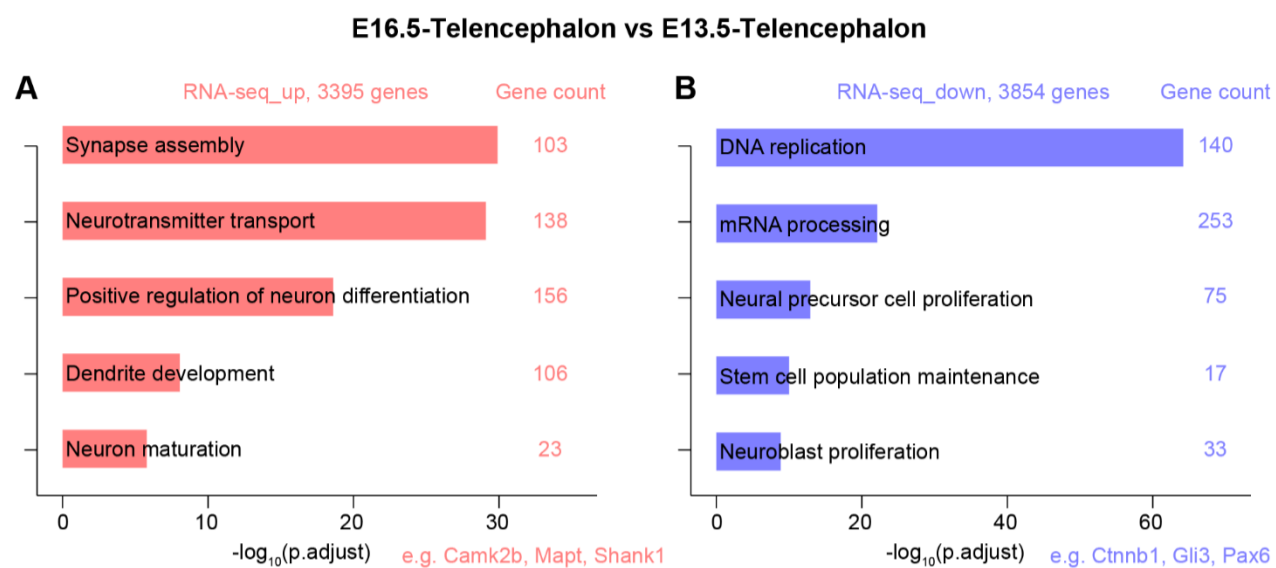 E16.5-Telencephalon vs E13.5-Telencephalon
A
RNA-seq_up, 3395 genes
Gene count
Synapse assembly
103
Neurotransmitter transport
138
Positive regulation of neuron differentiation
156
Dendrite development
106
Neuron maturation
23
0 10 20 30
-log10(p.adjust)
e.g. Camk2b, Mapt, Shank1
B
RNA-seq_down, 3854 genes
Gene count
DNA replication
140
mRNA processing
253
Neural precursor cell proliferation
75
Stem cell population maintenance
17
Neuroblast proliferation
33
0 20 40 60
-log10(p.adjust)
e.g. Ctnnb1, Gli3, Pax6